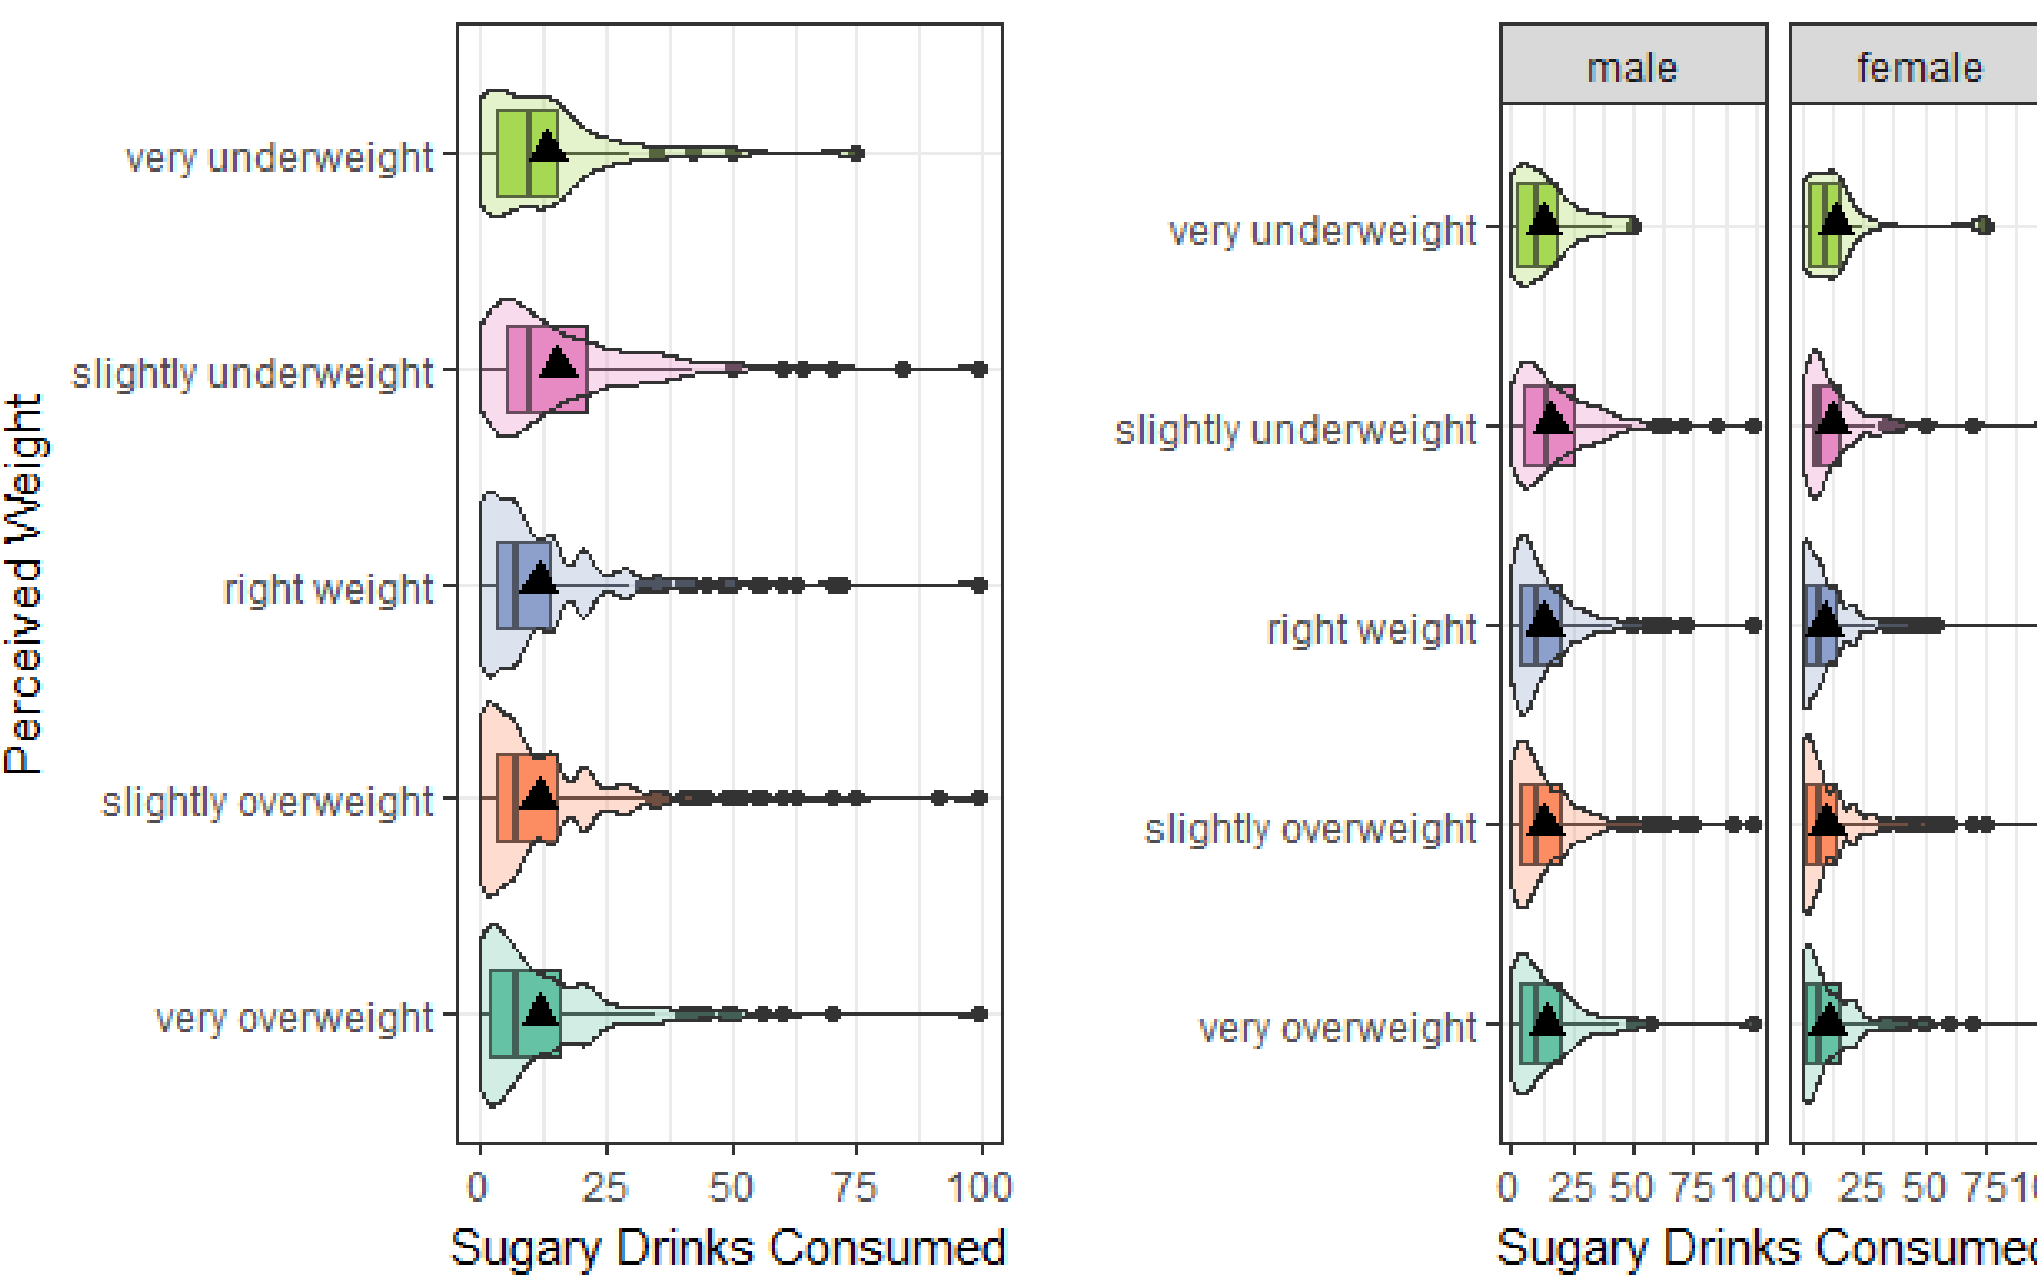 Perceived Weight
very underweight
slightly underweight
right weight
slightly overweight
very overweight
0 25 50 75 100
Sugary Drinks Consumed
male female
very underweight
slightly underweight
right weight
slightly overweight
very overweight
0 25 50 75 100 0 25 50 75
Sugary Drinks Consumed